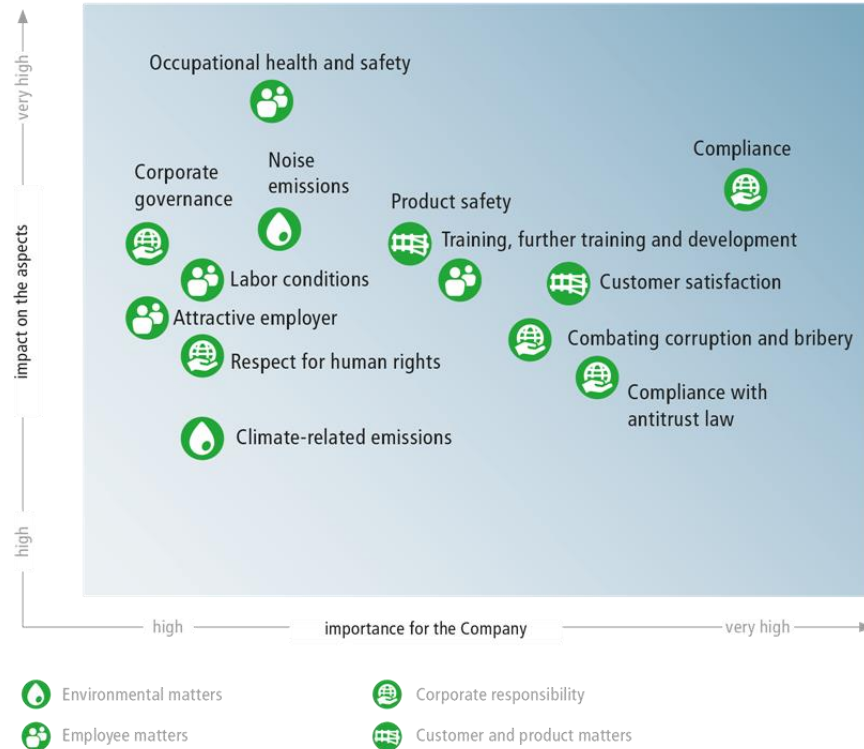 very high
impact on the aspects
high
Occupational health and safety
Compliance
Noise
emissions
Corporate
governance
Product safety
Training, further training and development
Labor conditions
Customer satisfaction
Attractive employer
Combating corruption and bribery
Respect for human rights
Compliance with
antitrust law
Climate-related emissions
high
importance for the Company
very high
Environmental matters
Corporate responsibility
Employee matters
Customer and product matters